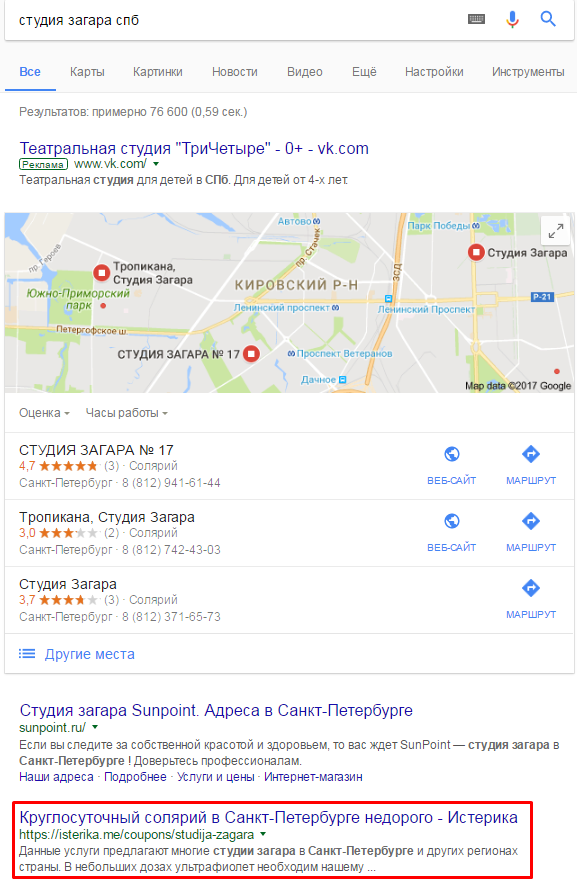 студия загара спб
Все Карты Картинки Новости Видео Ещё Настройки Инструменты
Результатов: примерно 76 600 (0,59 сек.)
Театральная студия "ТриЧетыре" - 0+ - vk.com
Реклама www.vk.com/
Театральная студия для детей в СПб. Для детей от 4-х лет.
Автово
Парк Победы
пр. Героев
пр. Стачек
ЗСД
Студия Загара
Тропикана,
Студия Загара
КИРОВСКИЙ Р-Н
Р-21
Южно-Приморский
парк
Ленинский проспект
Ленинский Проспект
Петергофское ш
СТУДИЯ ЗАГАРА № 17
Проспект Ветеранов
Дачное
Map data ©2017 Google
Оценка Часы работы
СТУДИЯ ЗАГАРА № 17
4,7 (3) · Солярий
Санкт-Петербург · 8 (812) 941-61-44
ВЕБ-САЙТ МАРШРУТ
Тропикана, Студия Загара
3,0 (2) · Солярий
Санкт-Петербург · 8 (812) 742-43-03
ВЕБ-САЙТ МАРШРУТ
Студия Загара
3,7 (3) · Солярий
Санкт-Петербург · 8 (812) 371-65-73
МАРШРУТ
Другие места
Студия загара Sunpoint. Адреса в Санкт-Петербурге
sunpoint.ru/
Если вы следите за собственной красотой и здоровьем, то вас ждет SunPoint — студия загара в
Санкт-Петербурге ! Доверьтесь профессионалам.
Наши адреса · Подробнее · Услуги и цены · Интернет-магазин
Круглосуточный солярий в Санкт-Петербурге недорого - Истерика
https://isterika.me/coupons/studija-zagara
Данные услуги предлагают многие студии загара в Санкт-Петербурге и других регионах
страны. В небольших дозах ультрафиолет необходим нашему ...